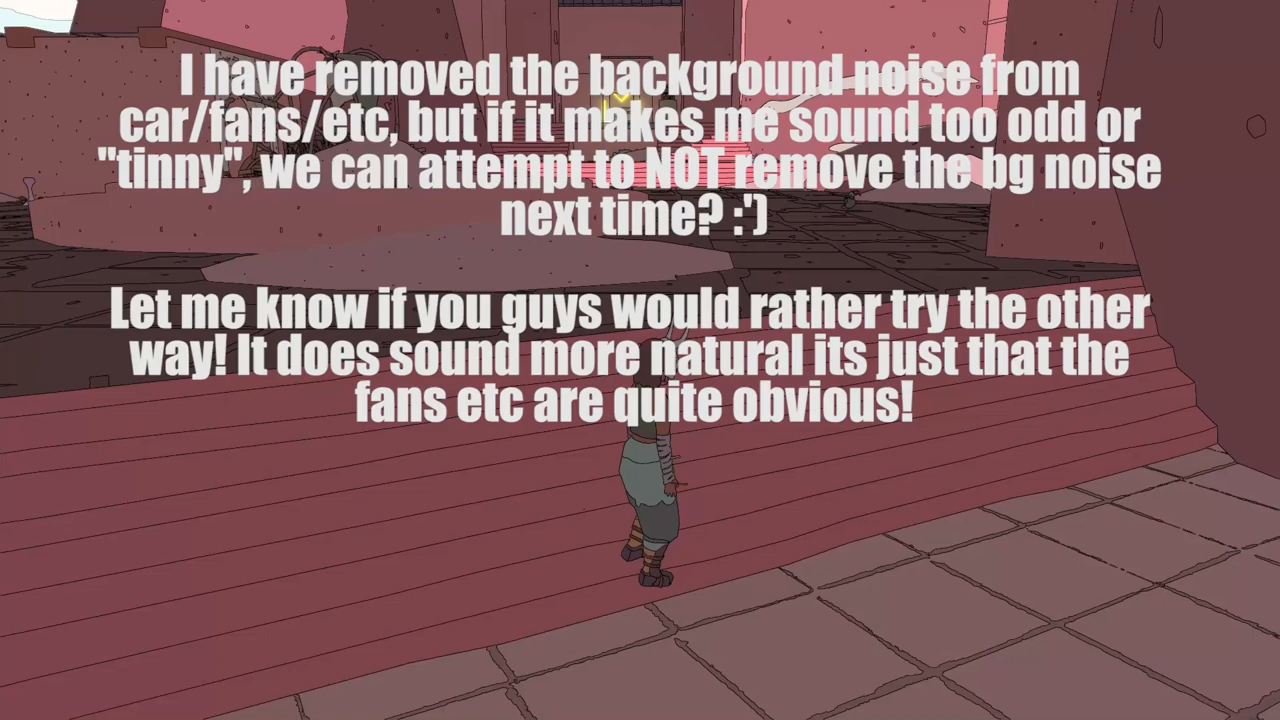 I have removed the background noise from
car/fans/etc, but if it makes me sound too odd or
"tinny", we can attempt to NOT remove the bg noise
next time? :')
Let me know if you guys would rather try the other
way! It does sound more natural its just that the
fans etc are quite obvious!